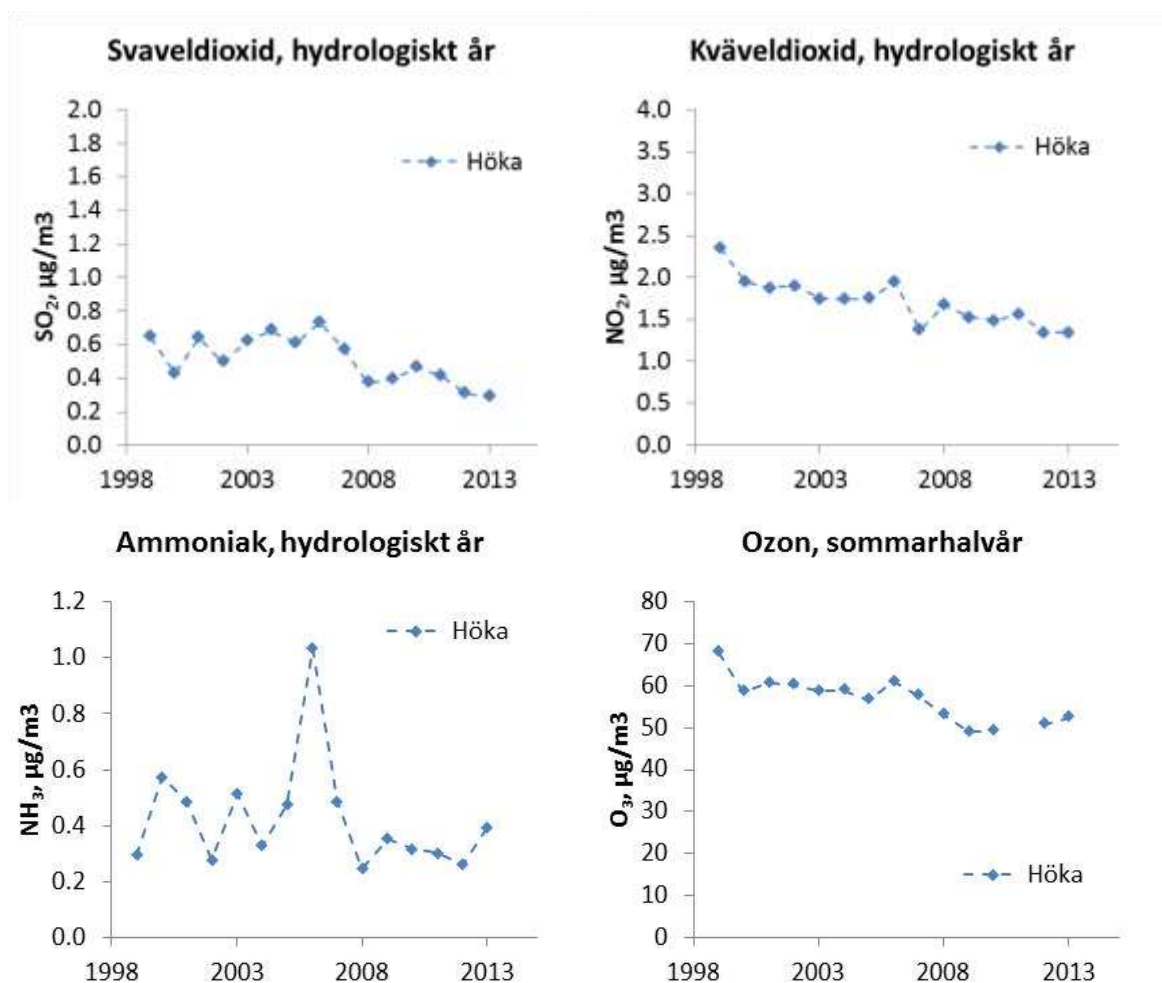 Svaveldioxid, hydrologiskt år
SO₂, µg/m3
2.0
1.8
1.6
1.4
1.2
1.0
0.8
0.6
0.4
0.2
0.0
1998 2003 2008 2013
Höka
Kväveldioxid, hydrologiskt år
NO₂, µg/m3
4.0
3.5
3.0
2.5
2.0
1.5
1.0
0.5
0.0
1998 2003 2008 2013
Höka
Ammoniak, hydrologiskt år
NH₃, µg/m3
1.2
1.0
0.8
0.6
0.4
0.2
0.0
1998 2003 2008 2013
Höka
Ozon, sommarhalvår
O₃, µg/m3
80
70
60
50
40
30
20
10
0
1998 2003 2008 2013
Höka